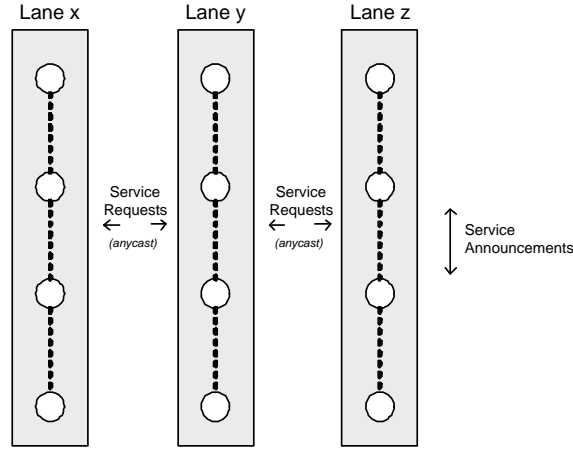 Lane x
Lane y
Lane z
Service
Requests
(anycast)
Service
Requests
(anycast)
Service
Announcements